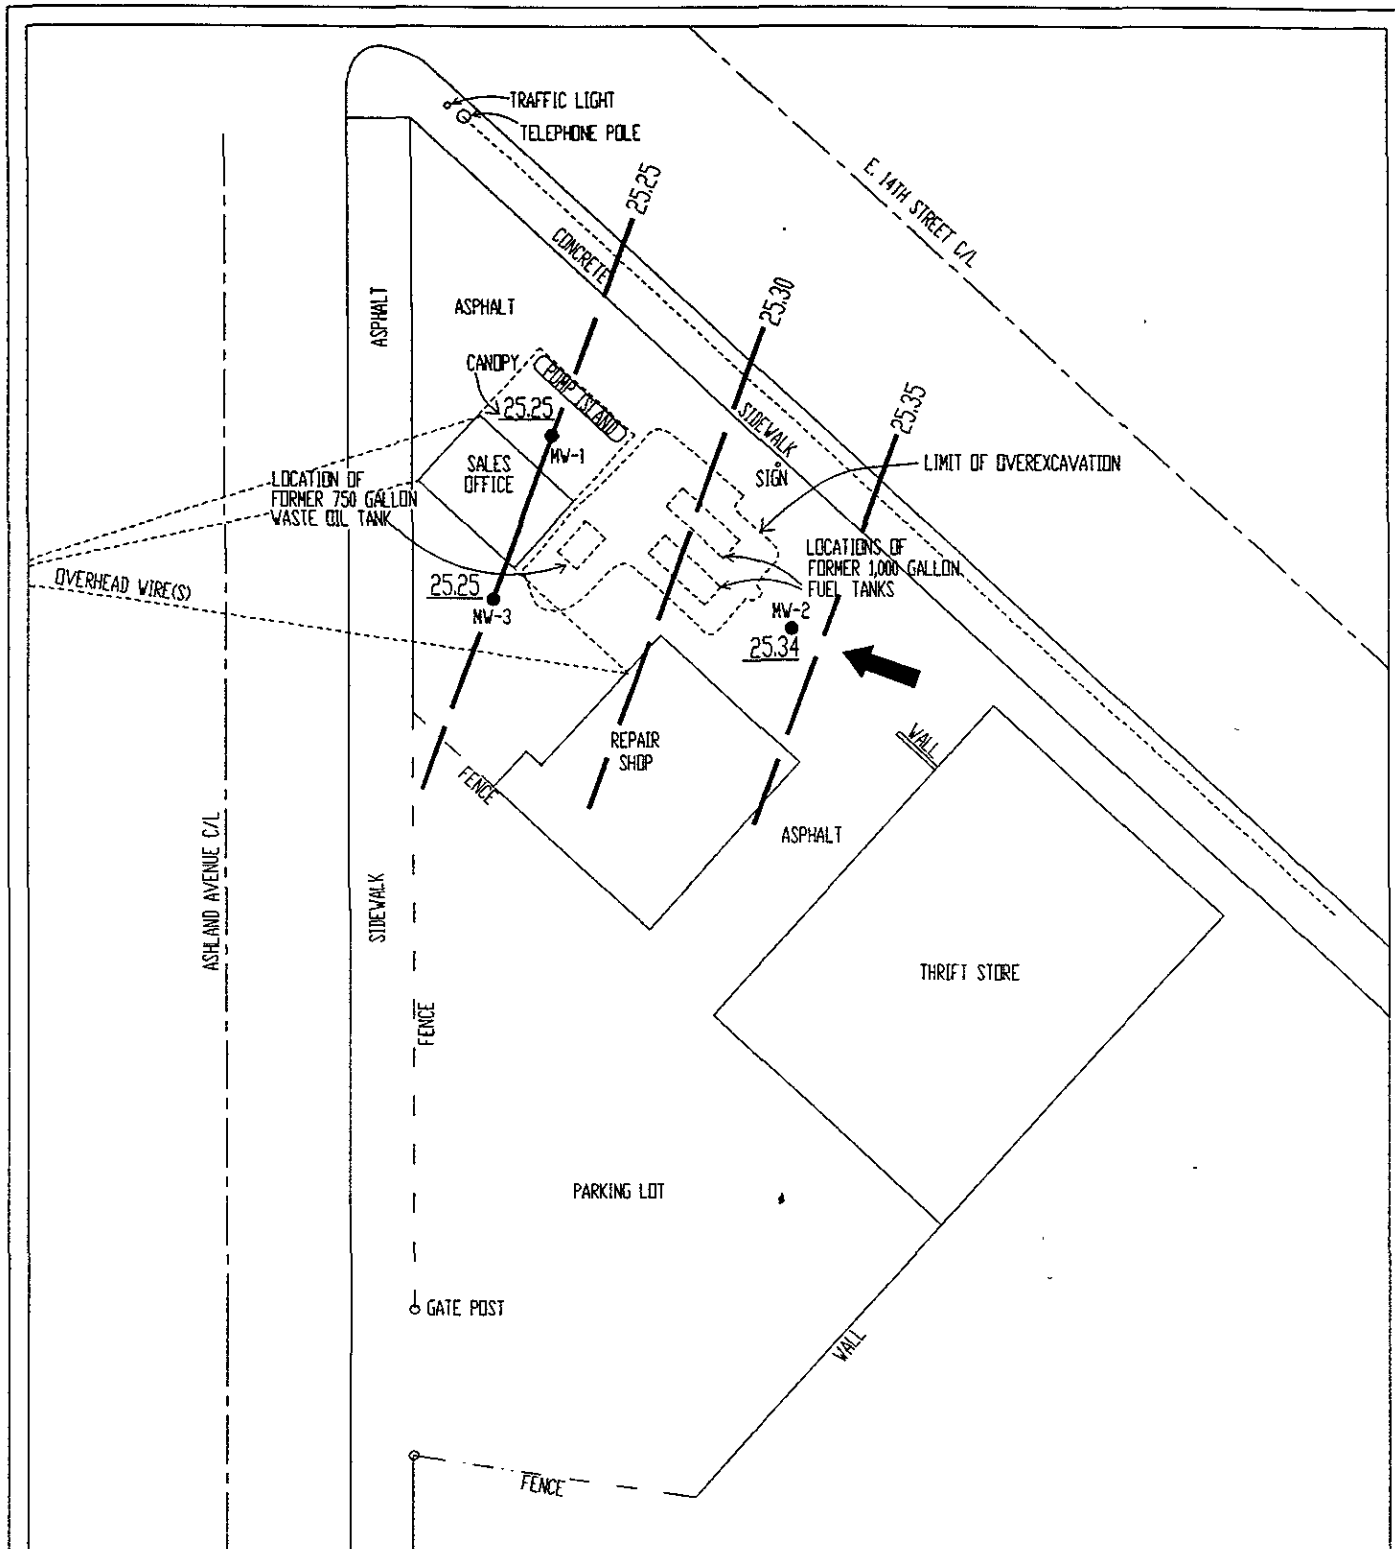 TRAFFIC LIGHT
TELEPHONE POLE
25.25
E. 14TH STREET C/L
CONCRETE
25.30
ASPHALT
ASPHALT
CANOPY
PUMP ISLAND
25.35
25.25
SIDEWALK
MW-1
SALES
OFFICE
SIGN
LIMIT OF OVEREXCAVATION
LOCATION OF
FORMER 750 GALLON
WASTE OIL TANK
LOCATIONS OF
FORMER 1,000 GALLON
FUEL TANKS
OVERHEAD WIRE(S)
25.25
MW-3
MW-2
25.34
REPAIR
SHOP
WALL
FENCE
ASPHALT
ASHLAND AVENUE C/L
SIDEWALK
THRIFT STORE
FENCE
PARKING LOT
GATE POST
WALL
FENCE